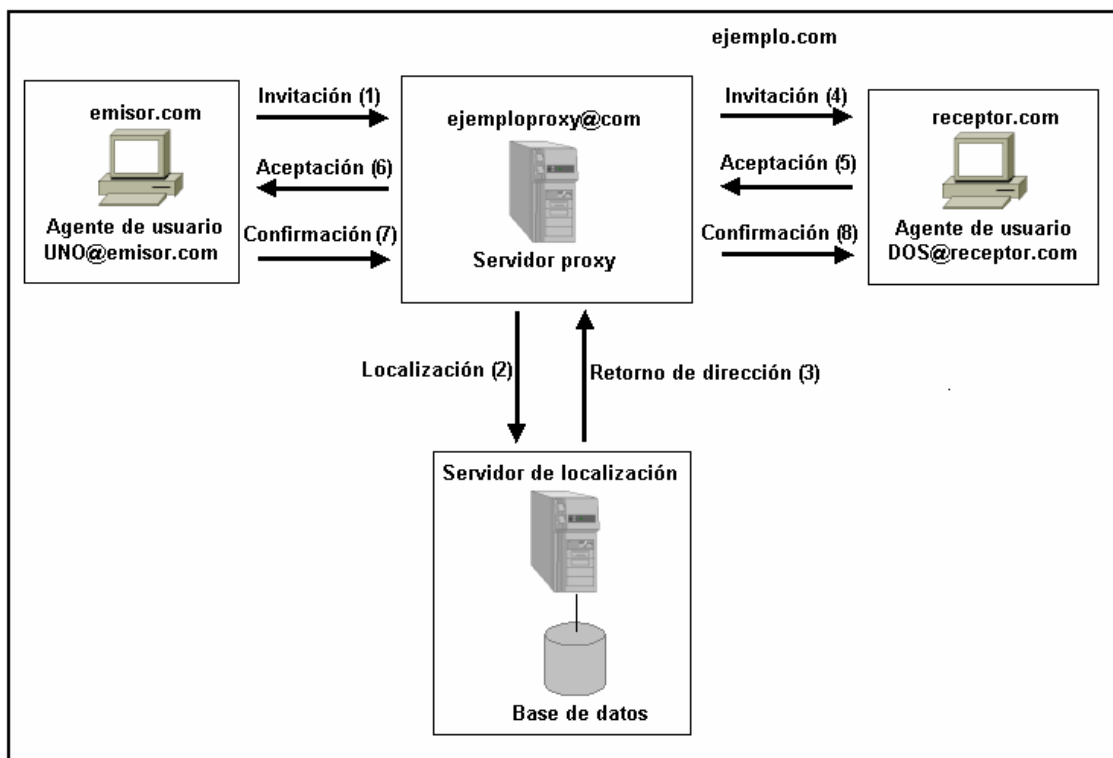 ejemplo.com
emisor.com
Agente de usuario
UNO@emisor.com
Invitación (1)
Aceptación (6)
Confirmación (7)
ejemploproxy@com
Servidor proxy
Invitación (4)
Aceptación (5)
Confirmación (8)
receptor.com
Agente de usuario
DOS@receptor.com
Localización (2)
Retorno de dirección (3)
Servidor de localización
Base de datos